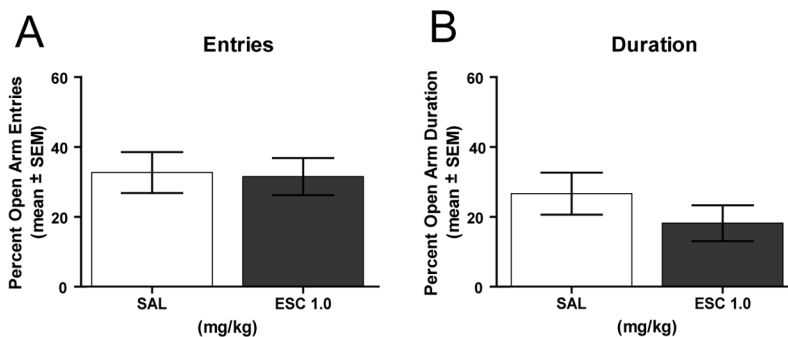 A
Entries
Percent Open Arm Entries
(mean ± SEM)
60
40
20
0
SAL
ESC 1.0
(mg/kg)
B
Duration
Percent Open Arm Duration
(mean ± SEM)
60
40
20
0
SAL
ESC 1.0
(mg/kg)